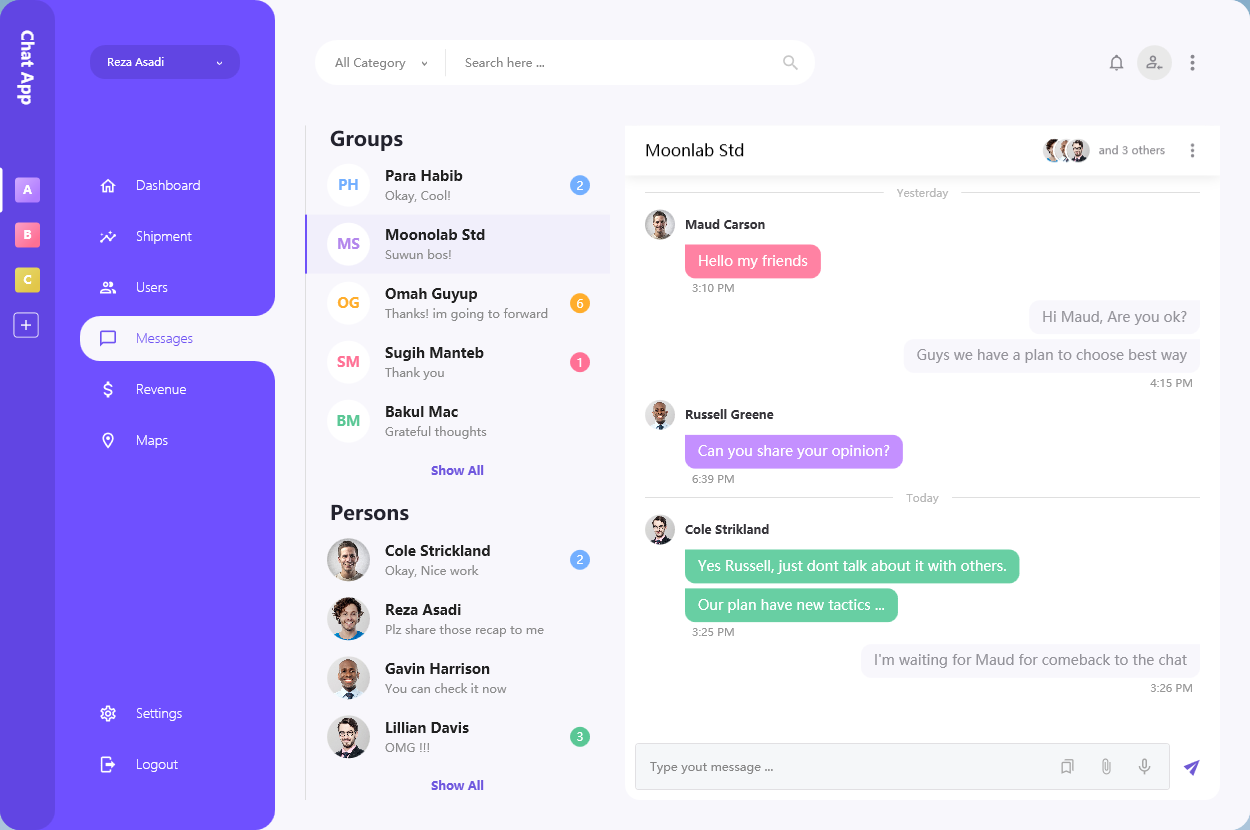 Chat App
A
B
C
Reza Asadi
Dashboard
Shipment
Users
Messages
Revenue
Maps
Settings
Logout
All Category
Search here ...
Groups
PH
Para Habib
Okay, Cool!
2
MS
Moonolab Std
Suwun bos!
OG
Omah Guyup
Thanks! im going to forward
6
SM
Sugih Manteb
Thank you
1
BM
Bakul Mac
Grateful thoughts
Show All
Persons
Cole Strickland
Okay, Nice work
2
Reza Asadi
Plz share those recap to me
Gavin Harrison
You can check it now
Lillian Davis
OMG !!!
3
Show All
Moonlab Std
and 3 others
Yesterday
Maud Carson
Hello my friends
3:10 PM
Hi Maud, Are you ok?
Guys we have a plan to choose best way
4:15 PM
Russell Greene
Can you share your opinion?
6:39 PM
Today
Cole Strikland
Yes Russell, just dont talk about it with others.
Our plan have new tactics ...
3:25 PM
I'm waiting for Maud for comeback to the chat
3:26 PM
Type yout message ...